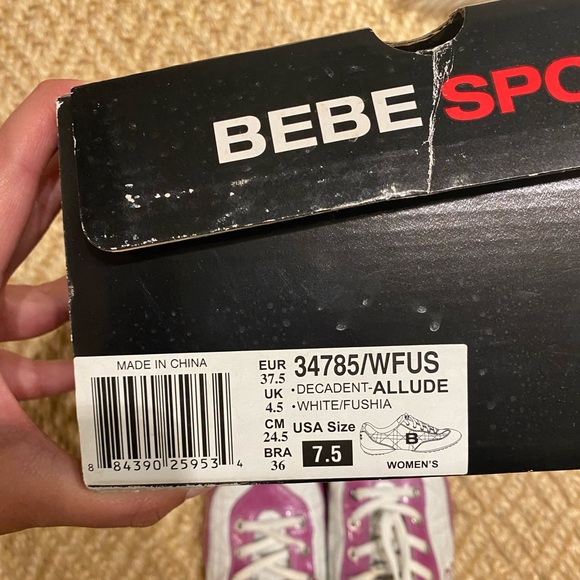 BEBE SPO
MADE IN CHINA
8 84390 25953 4
EUR
37.5
UK
4.5
CM
24.5
BRA
36
34785/WFUS
•DECADENT-ALLUDE
•WHITE/FUSHIA
USA Size
7.5
B
WOMEN'S